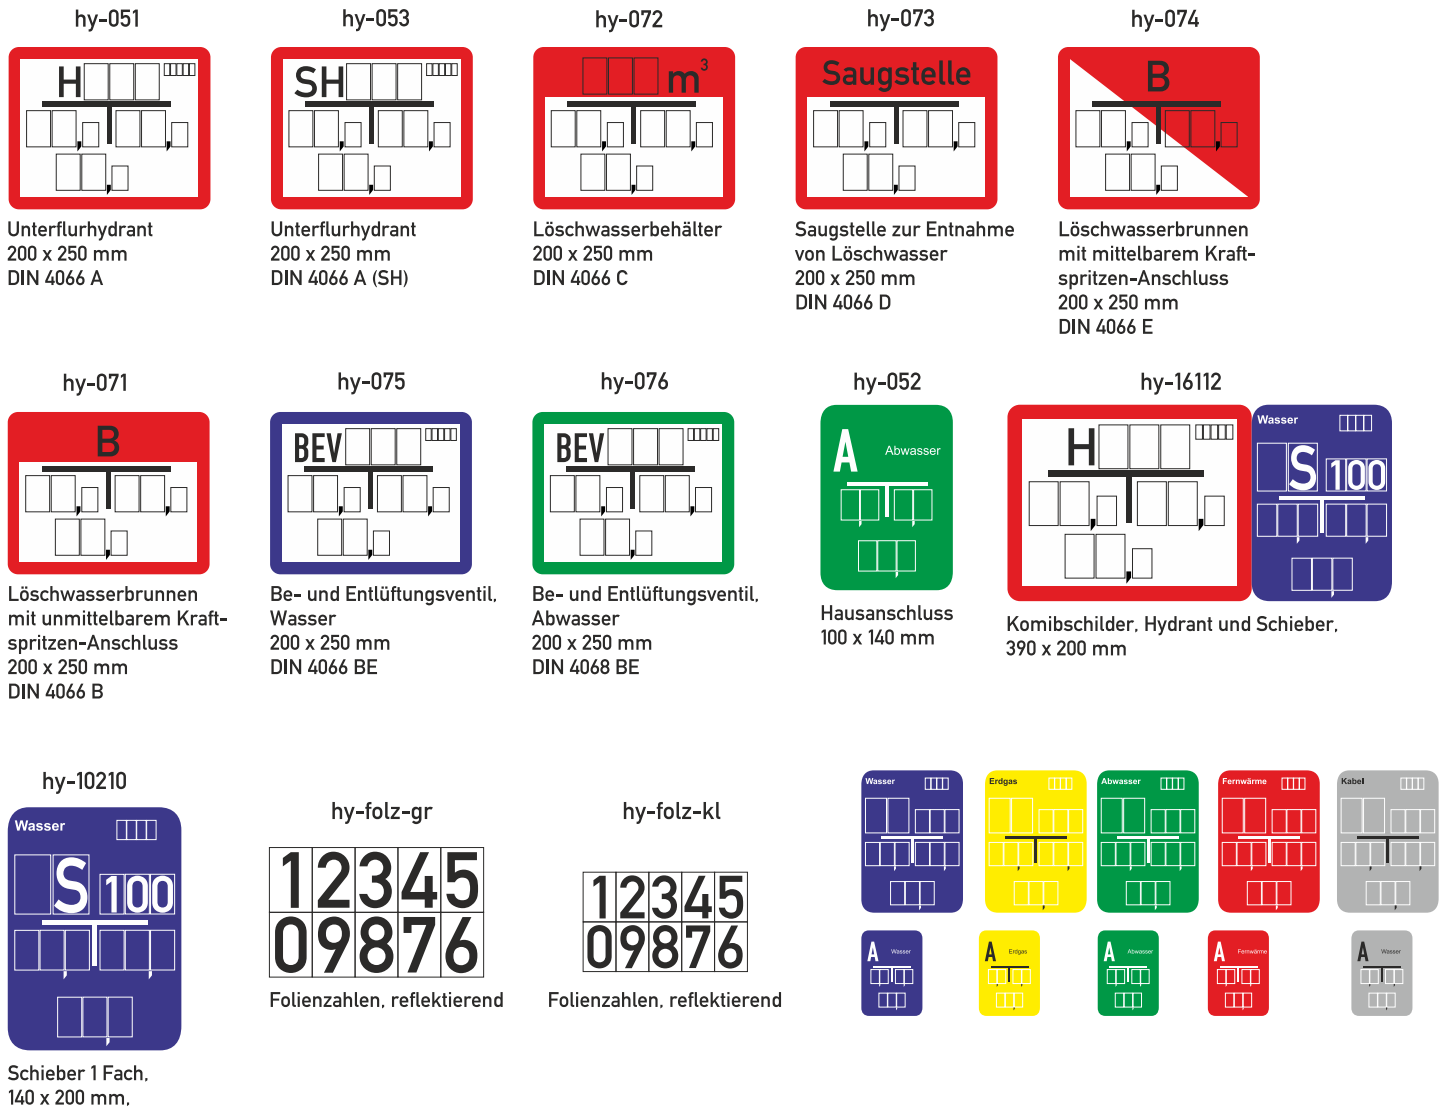 hy-051
H
Unterflurhydrant
200 x 250 mm
DIN 4066 A
hy-053
SH
Unterflurhydrant
200 x 250 mm
DIN 4066 A (SH)
hy-072
m³
Löschwasserbehälter
200 x 250 mm
DIN 4066 C
hy-073
Saugstelle
Saugstelle zur Entnahme
von Löschwasser
200 x 250 mm
DIN 4066 D
hy-074
B
Löschwasserbrunnen
mit mittelbarem Kraft-
spritzen-Anschluss
200 x 250 mm
DIN 4066 E
hy-071
B
Löschwasserbrunnen
mit unmittelbarem Kraft-
spritzen-Anschluss
200 x 250 mm
DIN 4066 B
hy-075
BEV
Be- und Entlüftungsventil,
Wasser
200 x 250 mm
DIN 4066 BE
hy-076
BEV
Be- und Entlüftungsventil,
Abwasser
200 x 250 mm
DIN 4068 BE
hy-052
A Abwasser
Hausanschluss
100 x 140 mm
hy-16112
H
Wasser
S 100
Komibschilder, Hydrant und Schieber,
390 x 200 mm
hy-10210
Wasser
S 100
Schieber 1 Fach,
140 x 200 mm,
hy-folz-gr
12345
09876
Folienzahlen, reflektierend
hy-folz-kl
12345
09876
Folienzahlen, reflektierend
Wasser
Erdgas
Abwasser
Fernwärme
Kabel
A Wasser
A Erdgas
A Abwasser
A Fernwärme
A Wasser